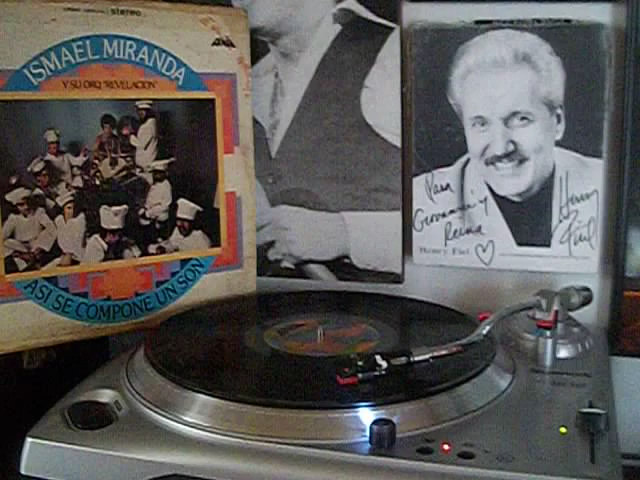 stereo
ISMAEL MIRANDA
Y SU ORQ "REVELACION"
ASI SE COMPONE UN SON
Para
Giovanni y
Reina
Henry
Fiol
Henry Fiol